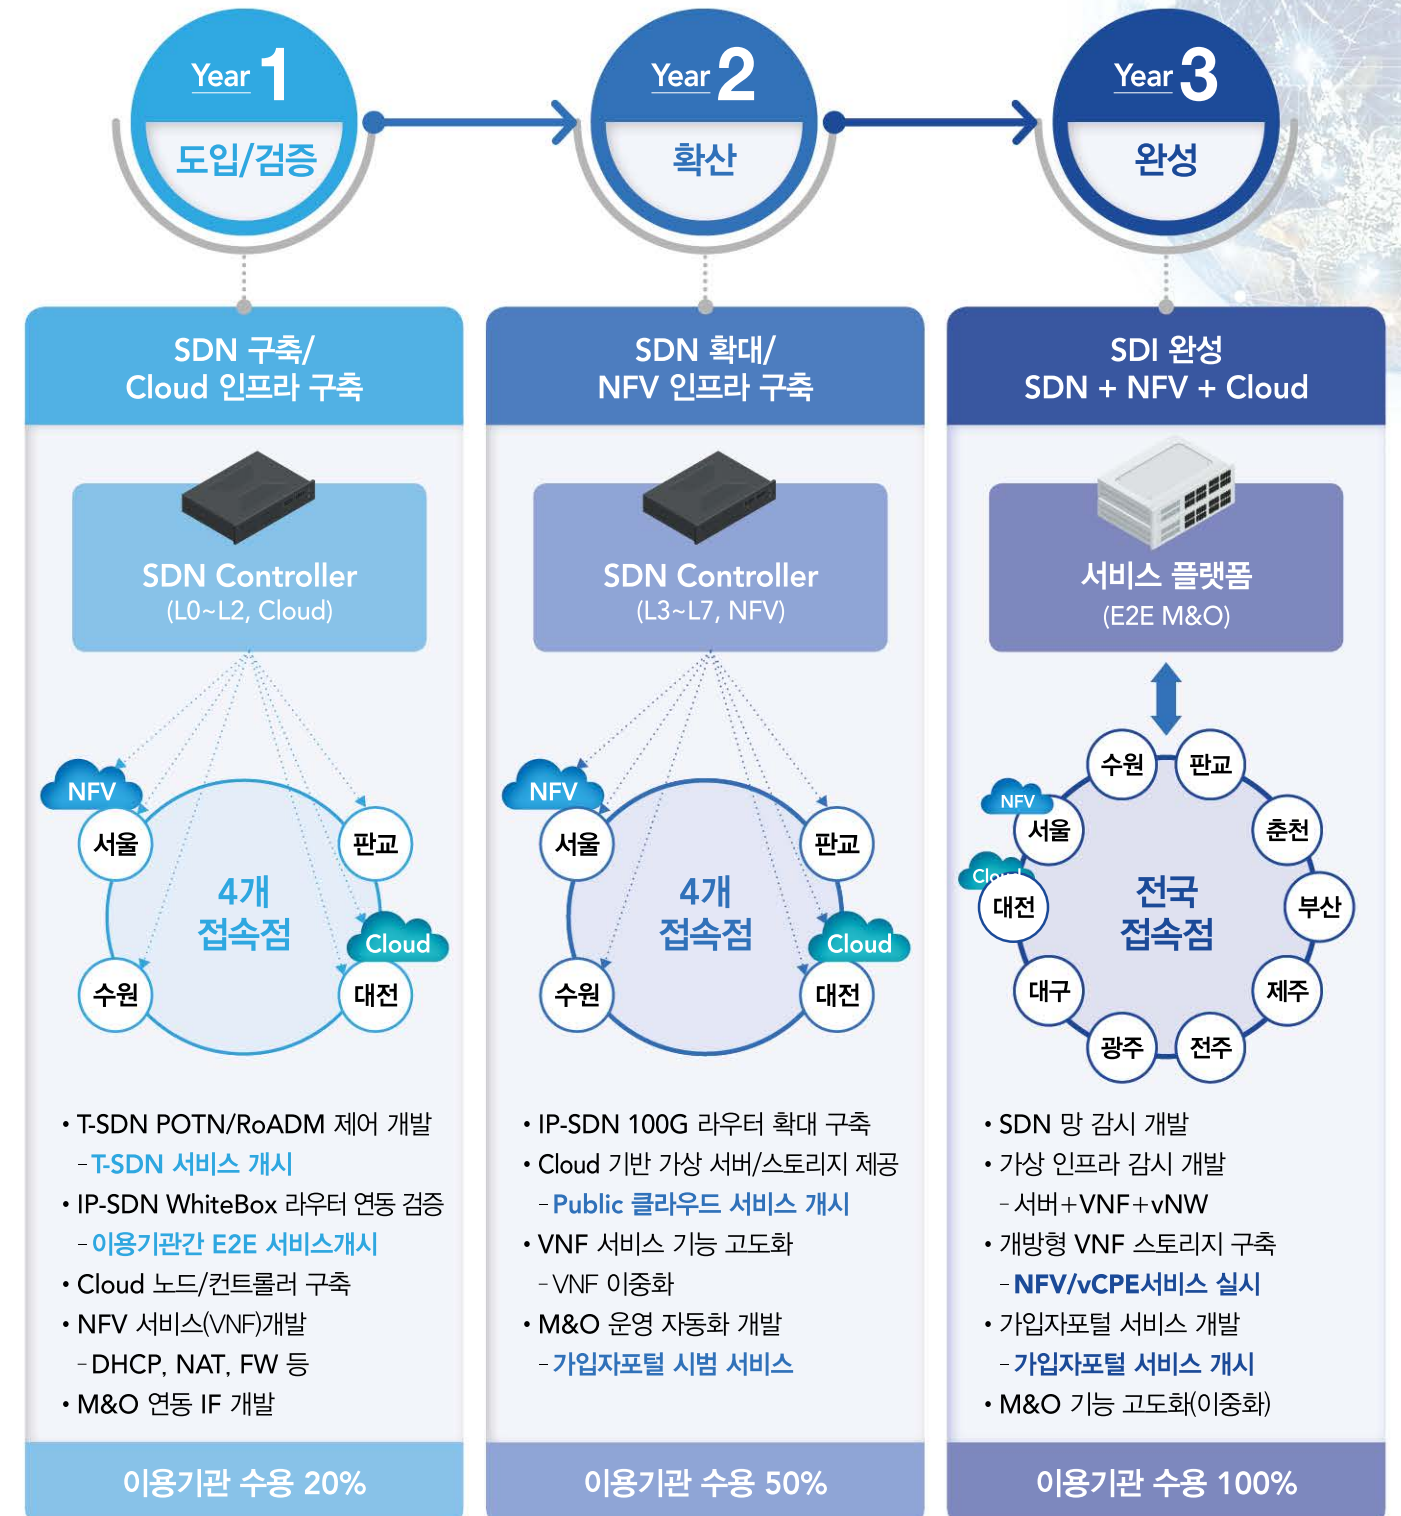 Year 1
도입/검증
Year 2
확산
Year 3
완성
SDN 구축/
Cloud 인프라 구축
SDN Controller
(L0~L2, Cloud)
NFV
서울
판교
4개
접속점
Cloud
수원
대전
• T-SDN POTN/RoADM 제어 개발
- T-SDN 서비스 개시
• IP-SDN WhiteBox 라우터 연동 검증
- 이용기관간 E2E 서비스개시
• Cloud 노드/컨트롤러 구축
• NFV 서비스(VNF)개발
- DHCP, NAT, FW 등
• M&O 연동 IF 개발
이용기관 수용 20%
SDN 확대/
NFV 인프라 구축
SDN Controller
(L3~L7, NFV)
NFV
서울
판교
4개
접속점
Cloud
수원
대전
• IP-SDN 100G 라우터 확대 구축
• Cloud 기반 가상 서버/스토리지 제공
- Public 클라우드 서비스 개시
• VNF 서비스 기능 고도화
- VNF 이중화
• M&O 운영 자동화 개발
- 가입자포털 시범 서비스
이용기관 수용 50%
SDI 완성
SDN + NFV + Cloud
서비스 플랫폼
(E2E M&O)
수원
판교
NFV
서울
춘천
Cloud
대전
전국
접속점
부산
대구
제주
광주
전주
• SDN 망 감시 개발
• 가상 인프라 감시 개발
- 서버+VNF+vNW
• 개방형 VNF 스토리지 구축
- NFV/vCPE서비스 실시
• 가입자포털 서비스 개발
- 가입자포털 서비스 개시
• M&O 기능 고도화(이중화)
이용기관 수용 100%